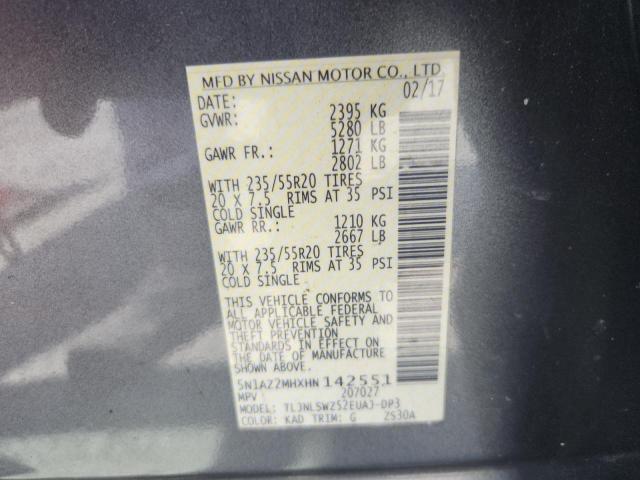 MFD BY NISSAN MOTOR CO., LTD
DATE: 02/17
GVWR: 2395 KG
5280 LB
GAWR FR.: 1271 KG
2802 LB
WITH 235/55R20 TIRES
20 X 7.5 RIMS AT 35 PSI
COLD SINGLE
GAWR RR.: 1210 KG
2667 LB
WITH 235/55R20 TIRES
20 X 7.5 RIMS AT 35 PSI
COLD SINGLE
THIS VEHICLE CONFORMS TO
ALL APPLICABLE FEDERAL
MOTOR VEHICLE SAFETY AND
THEFT PREVENTION
STANDARDS IN EFFECT ON
THE DATE OF MANUFACTURE
SHOWN ABOVE.
5N1AZ2MHXHN 142551
MPV 207027
MODEL: TLJNLSWZ52EUAJ-DP3
COLOR: KAD TRIM: G ZS30A